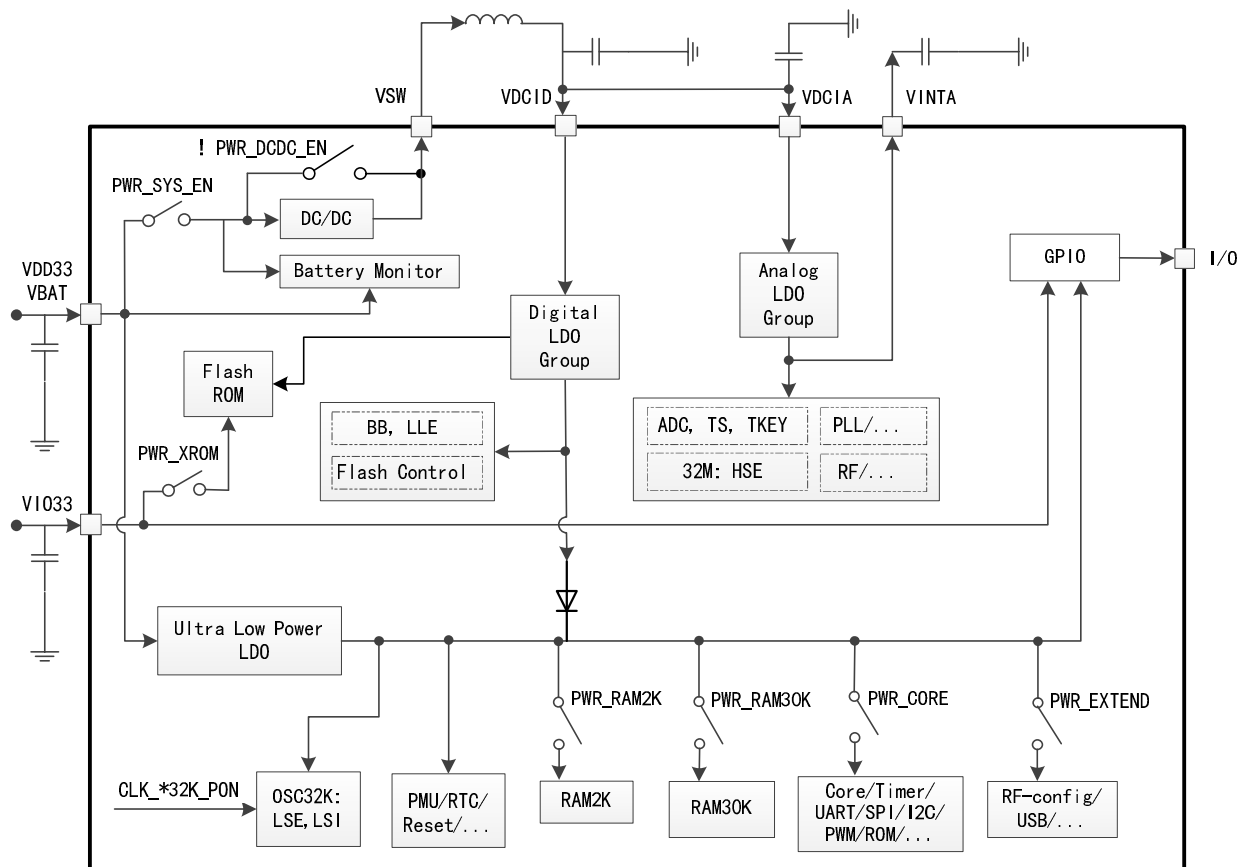 VSW
VDCID
VDCIA
VINTA
! PWR_DCDC_EN
PWR_SYS_EN
DC/DC
Battery Monitor
VDD33
VBAT
GPIO
I/O
Analog
LDO
Group
Digital
LDO
Group
Flash
ROM
PWR_XROM
BB, LLE
Flash Control
ADC, TS, TKEY
PLL/...
32M: HSE
RF/...
VIO33
Ultra Low Power
LDO
PWR_RAM2K
PWR_RAM30K
PWR_CORE
PWR_EXTEND
CLK_*32K_PON
OSC32K:
LSE,LSI
PMU/RTC/
Reset/...
RAM2K
RAM30K
Core/Timer/
UART/SPI/I2C/
PWM/ROM/...
RF-config/
USB/...